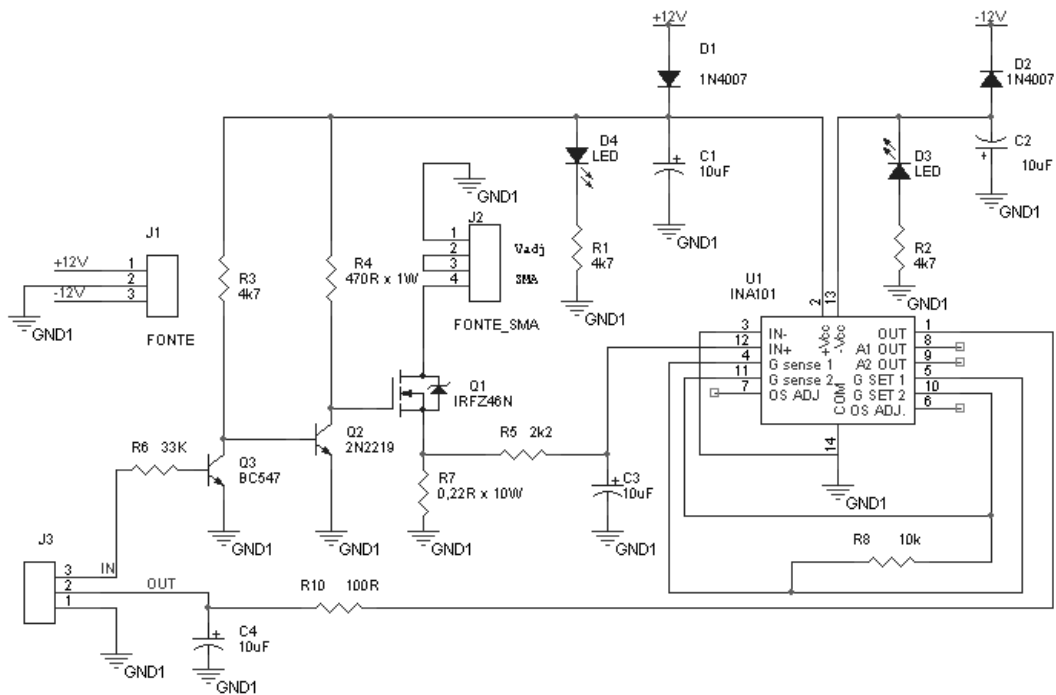 +12V
-12V
D1
1N4007
D2
1N4007
D4
LED
C1
10uF
D3
LED
C2
10uF
GND1
GND1
GND1
J1
+12V 1
2
-12V 3
GND1
FONTE
R3
4k7
R4
470R x 1W
J2
1
2 Vadj
3
4 SMA
FONTE_SMA
R1
4k7
GND1
R2
4k7
GND1
U1
INA101
2 13
3 IN- +Vcc -Vcc OUT 1
12 IN+ A1 OUT 8
4 G sense 1 A2 OUT 9
11 G sense 2 G SET 1 5
7 OS ADJ COM G SET 2 10
OS ADJ. 6
14
GND1
Q1
IRFZ46N
Q2
2N2219
R5 2k2
R6 33K
Q3
BC547
R7
0,22R x 10W
C3
10uF
GND1
GND1
GND1
GND1
R8 10k
J3
3 IN
2 OUT
1
R10 100R
C4
10uF
GND1
GND1